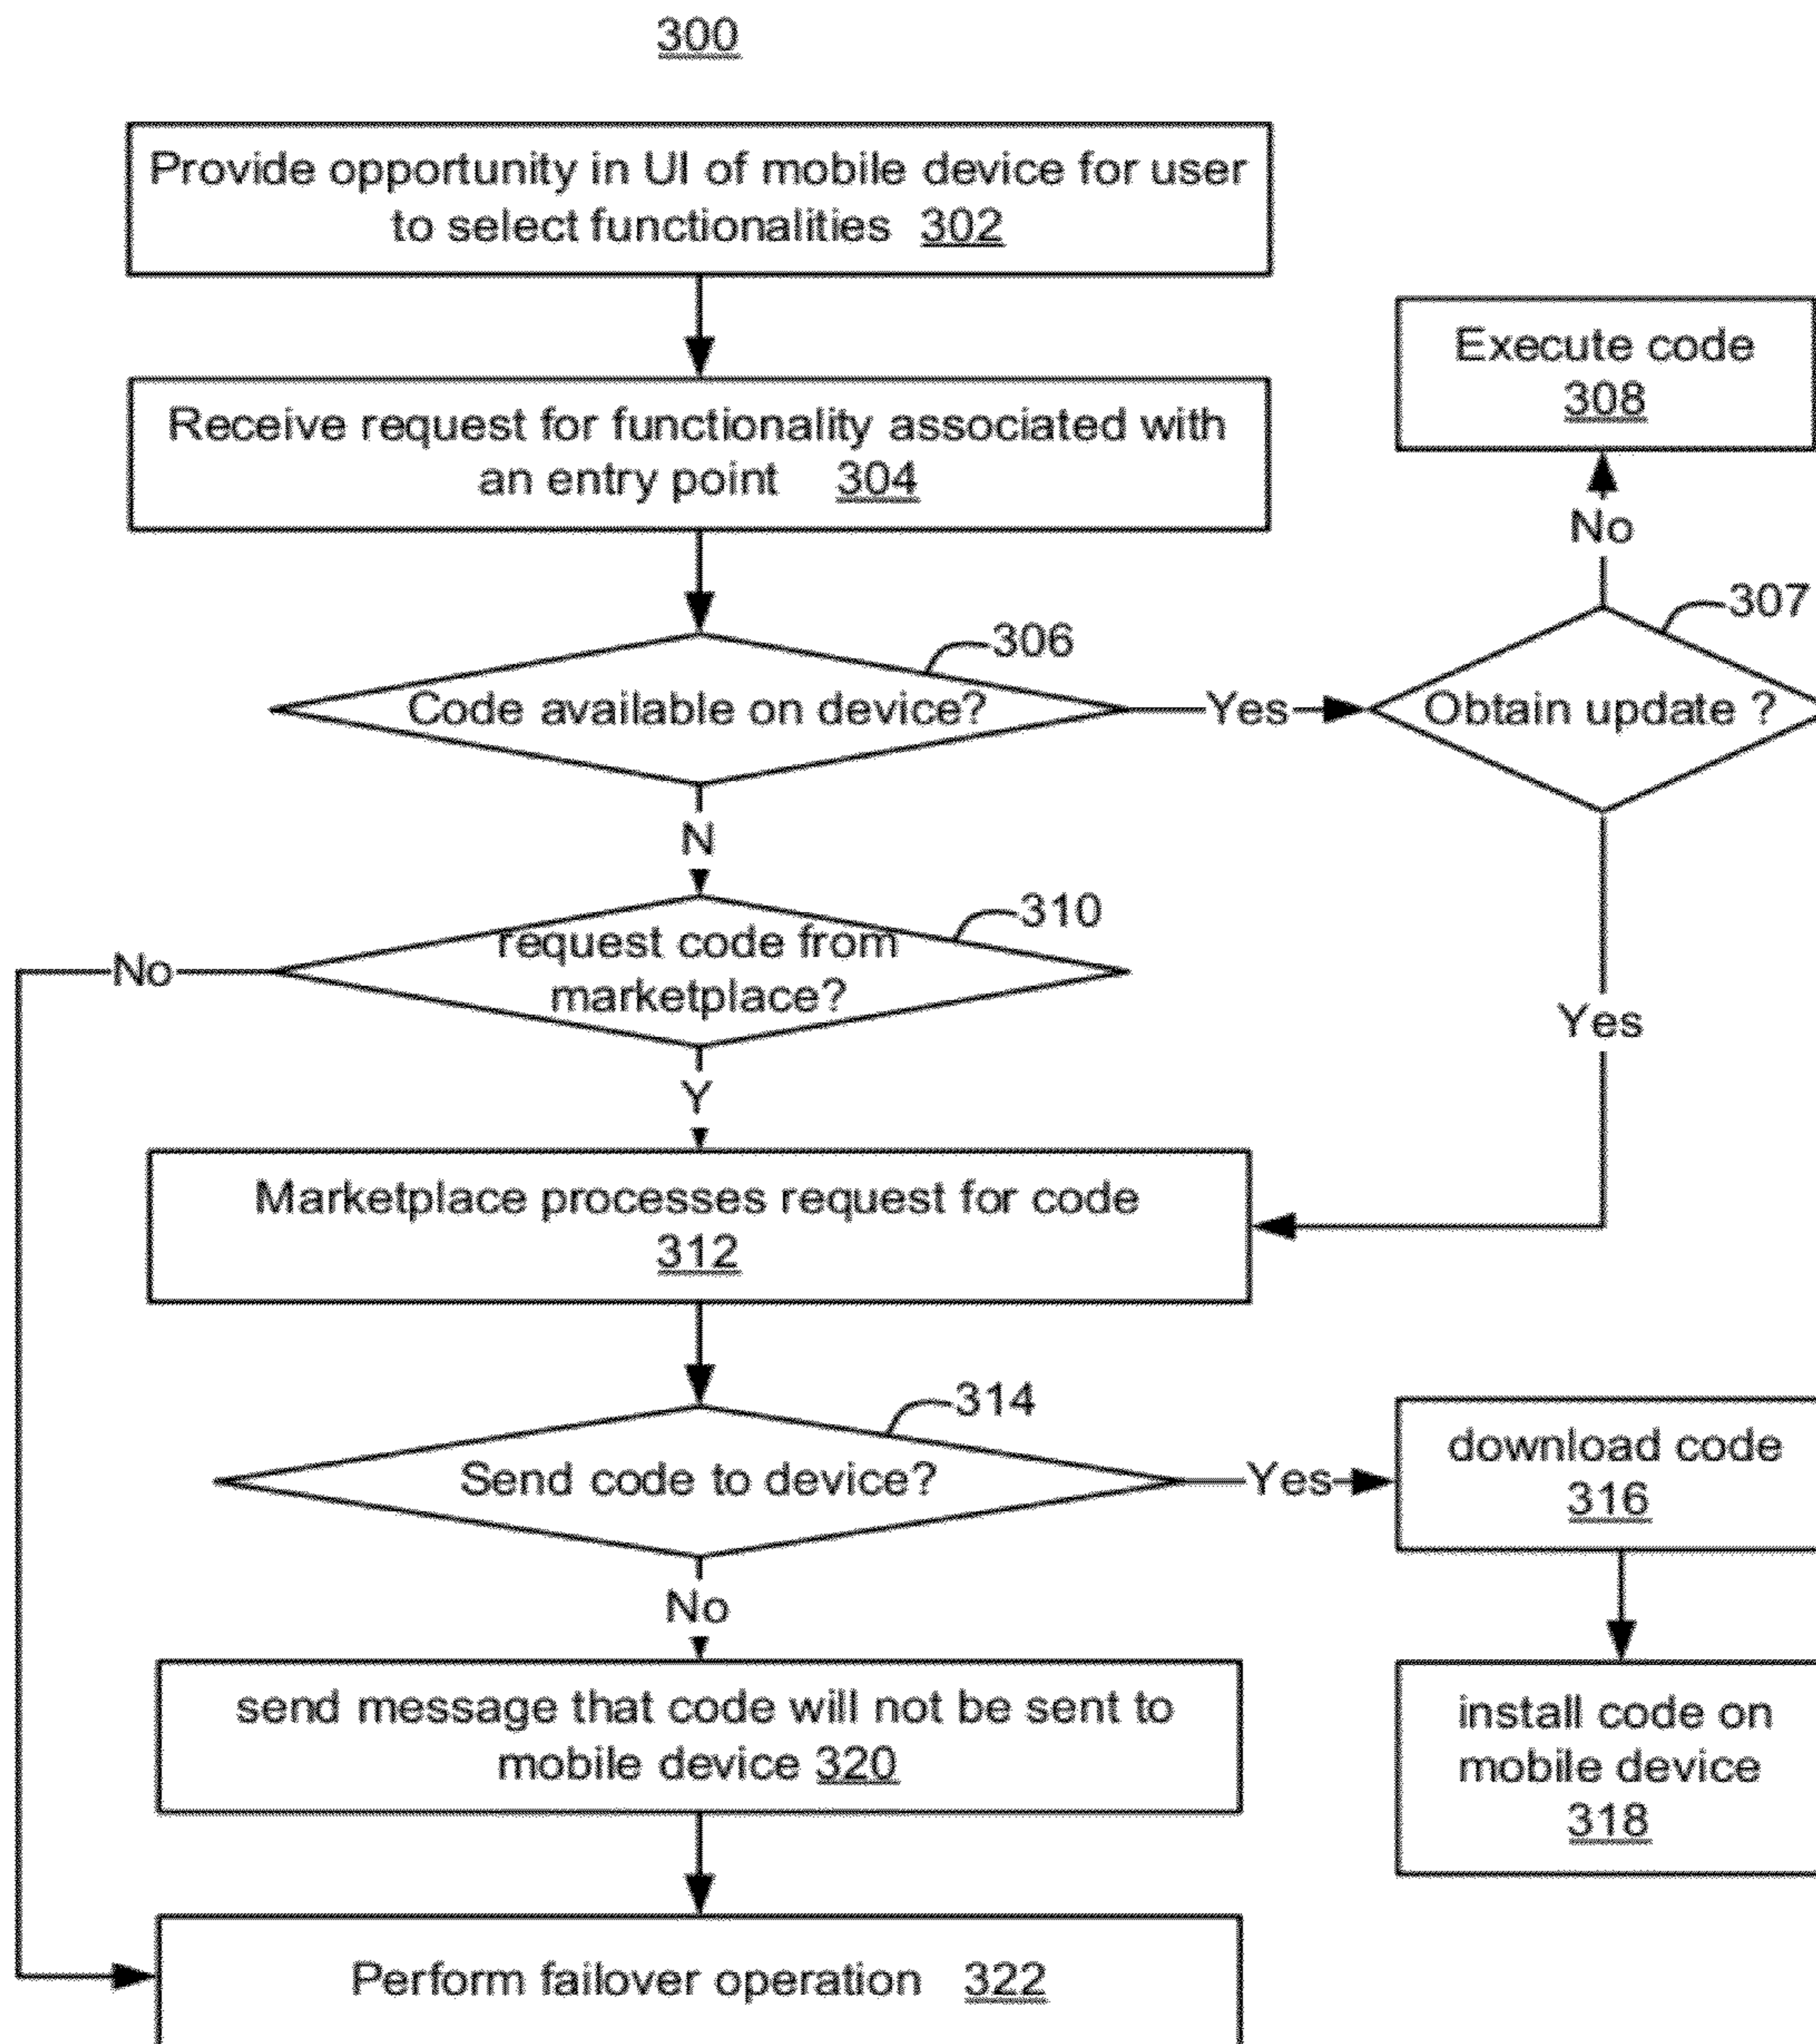 300
Provide opportunity in UI of mobile device for user
to select functionalities 302
Receive request for functionality associated with
an entry point 304
Execute code
308
No
307
306
Code available on device?
Yes
Obtain update ?
N
310
request code from
marketplace?
No
Y
Yes
Marketplace processes request for code
312
314
Send code to device?
Yes
download code
316
No
send message that code will not be sent to
mobile device 320
install code on
mobile device
318
Perform failover operation 322